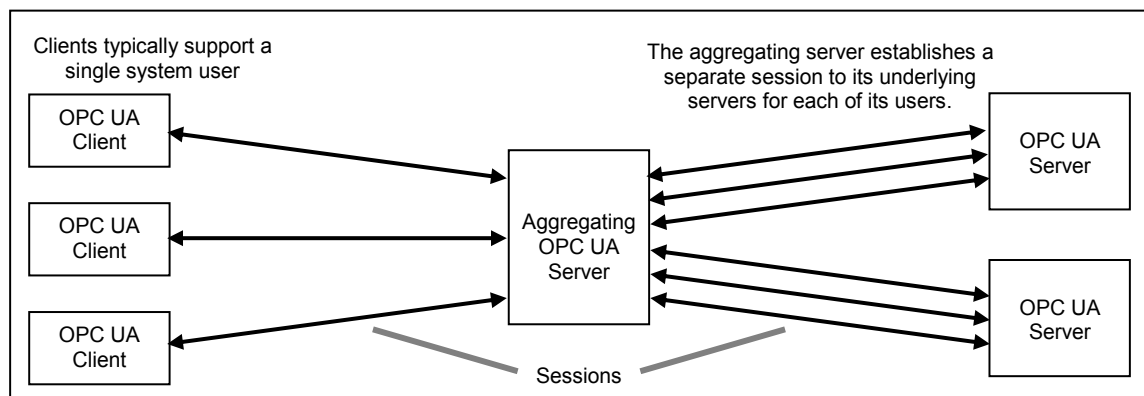 Clients typically support a
single system user
The aggregating server establishes a
separate session to its underlying
servers for each of its users.
OPC UA
Client
OPC UA
Client
OPC UA
Client
Aggregating
OPC UA
Server
OPC UA
Server
OPC UA
Server
Sessions